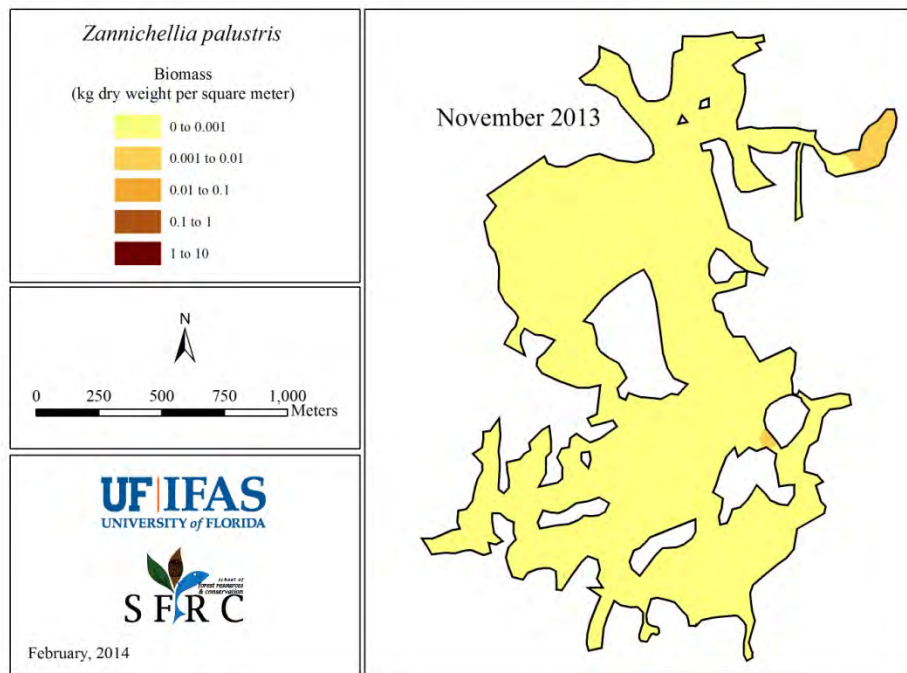 Zannichellia palustris
Biomass
(kg dry weight per square meter)
0 to 0.001
0.001 to 0.01
0.01 to 0.1
0.1 to 1
1 to 10
N
0 250 500 750 1,000
Meters
UF|IFAS
UNIVERSITY of FLORIDA
school of
forest resources
& conservation
SFRC
February, 2014
November 2013